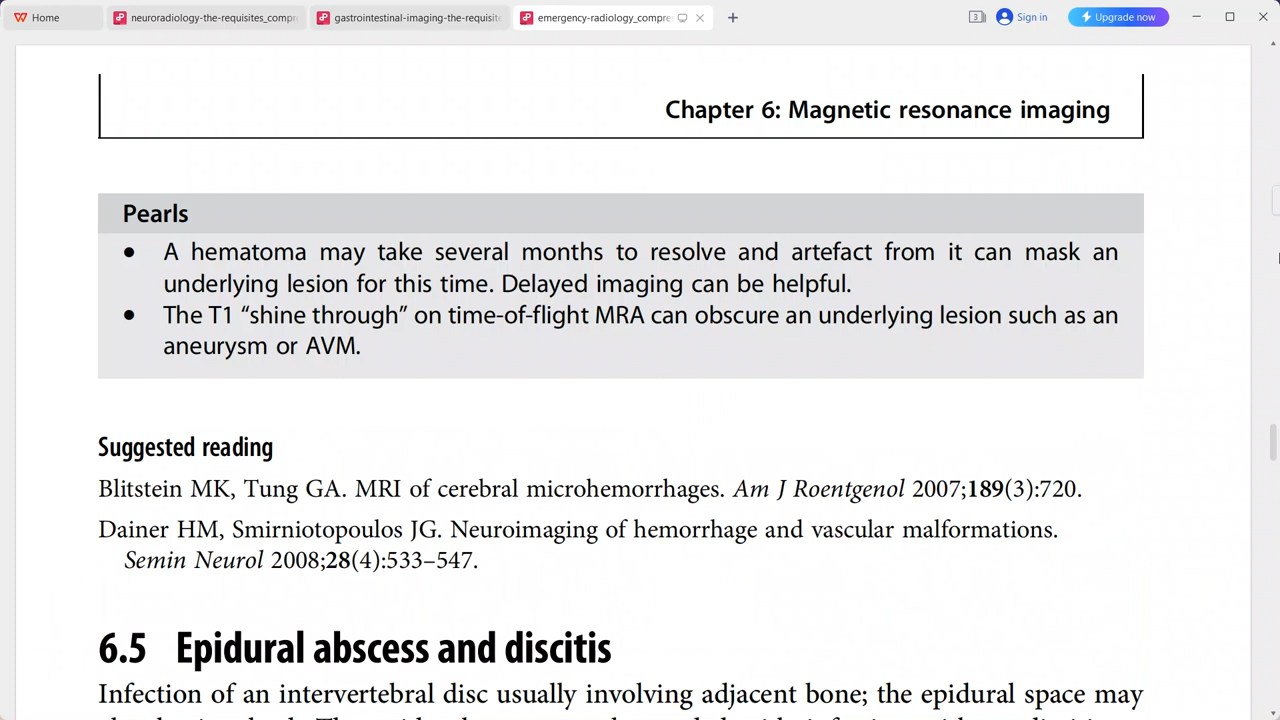 Home
neuroradiology-the-requisites_compre
gastrointestinal-imaging-the-requisite
emergency-radiology_compre
3
Sign in
Upgrade now
Chapter 6: Magnetic resonance imaging
Pearls
• A hematoma may take several months to resolve and artefact from it can mask an
underlying lesion for this time. Delayed imaging can be helpful.
• The T1 “shine through” on time-of-flight MRA can obscure an underlying lesion such as an
aneurysm or AVM.
Suggested reading
Blitstein MK, Tung GA. MRI of cerebral microhemorrhages. Am J Roentgenol 2007;189(3):720.
Dainer HM, Smirniotopoulos JG. Neuroimaging of hemorrhage and vascular malformations.
Semin Neurol 2008;28(4):533–547.
6.5 Epidural abscess and discitis
Infection of an intervertebral disc usually involving adjacent bone; the epidural space may